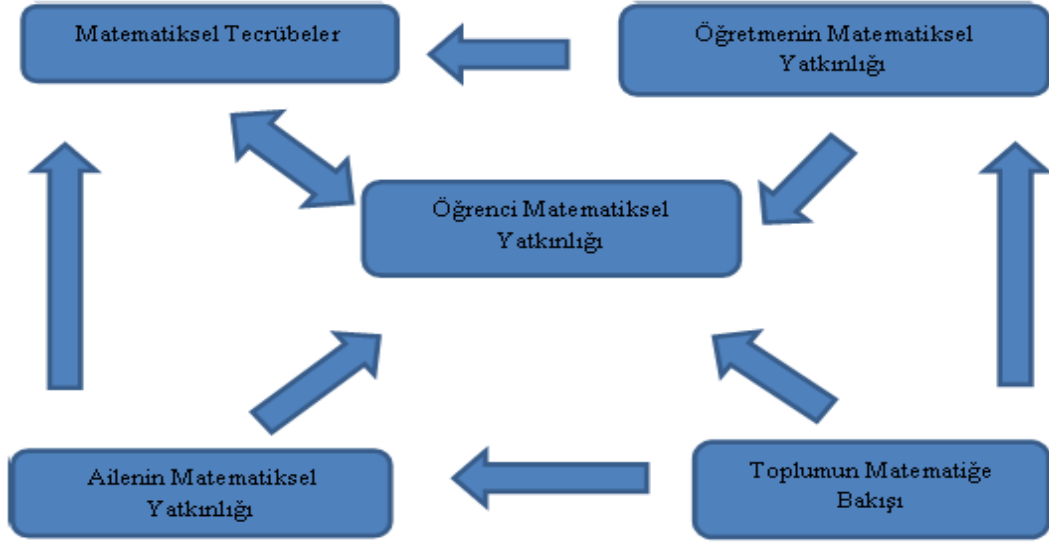 Matematiksel Tecrübeler
Öğretmenin Matematiksel
Yatkınlığı
Öğrenci Matematiksel
Yatkınlığı
Ailenin Matematiksel
Yatkınlığı
Toplumun Matematiğe
Bakışı